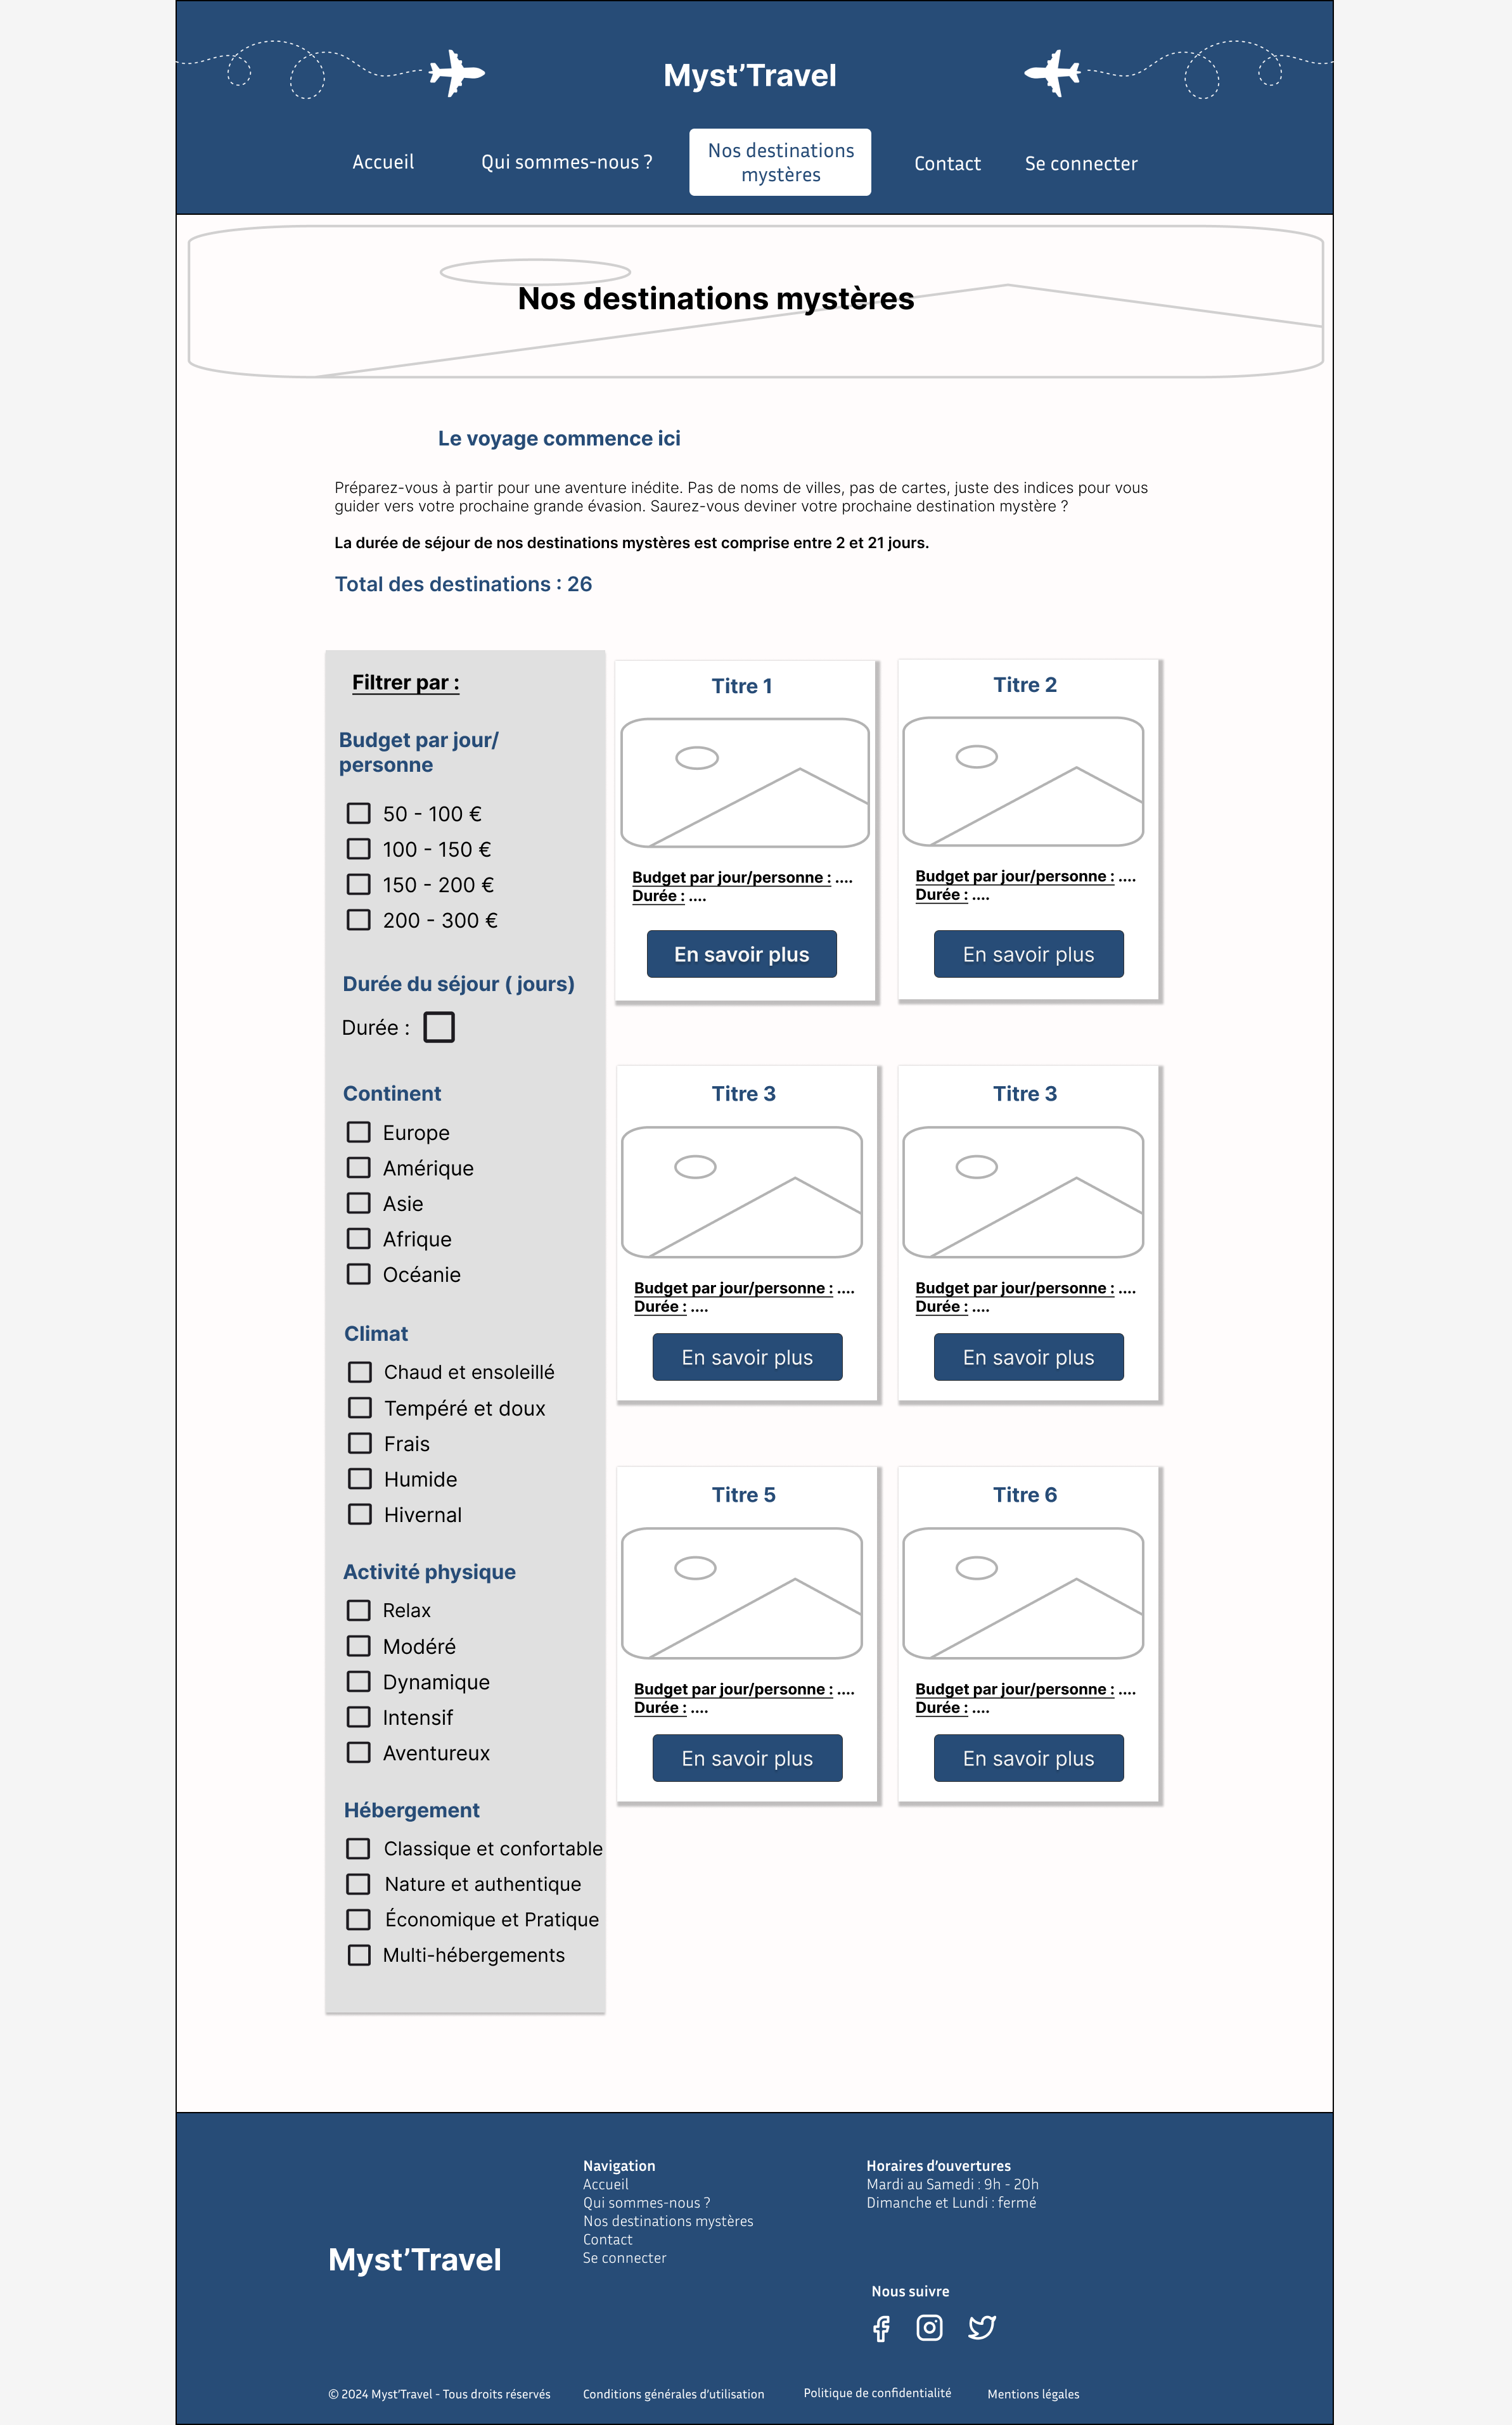 Myst’Travel
Accueil
Qui sommes-nous ?
Nos destinations
mystères
Contact
Se connecter
Nos destinations mystères
Le voyage commence ici
Préparez-vous à partir pour une aventure inédite. Pas de noms de villes, pas de cartes, juste des indices pour vous
guider vers votre prochaine grande évasion. Saurez-vous deviner votre prochaine destination mystère ?
La durée de séjour de nos destinations mystères est comprise entre 2 et 21 jours.
Total des destinations : 26
Filtrer par :
Budget par jour/
personne
50 - 100 €
100 - 150 €
150 - 200 €
200 - 300 €
Durée du séjour ( jours)
Durée :
Continent
Europe
Amérique
Asie
Afrique
Océanie
Climat
Chaud et ensoleillé
Tempéré et doux
Frais
Humide
Hivernal
Activité physique
Relax
Modéré
Dynamique
Intensif
Aventureux
Hébergement
Classique et confortable
Nature et authentique
Économique et Pratique
Multi-hébergements
Titre 1
Budget par jour/personne : ....
Durée : ....
En savoir plus
Titre 2
Budget par jour/personne : ....
Durée : ....
En savoir plus
Titre 3
Budget par jour/personne : ....
Durée : ....
En savoir plus
Titre 3
Budget par jour/personne : ....
Durée : ....
En savoir plus
Titre 5
Budget par jour/personne : ....
Durée : ....
En savoir plus
Titre 6
Budget par jour/personne : ....
Durée : ....
En savoir plus
Myst’Travel
Navigation
Accueil
Qui sommes-nous ?
Nos destinations mystères
Contact
Se connecter
Horaires d’ouvertures
Mardi au Samedi : 9h - 20h
Dimanche et Lundi : fermé
Nous suivre
© 2024 Myst’Travel - Tous droits réservés
Conditions générales d’utilisation
Politique de confidentialité
Mentions légales